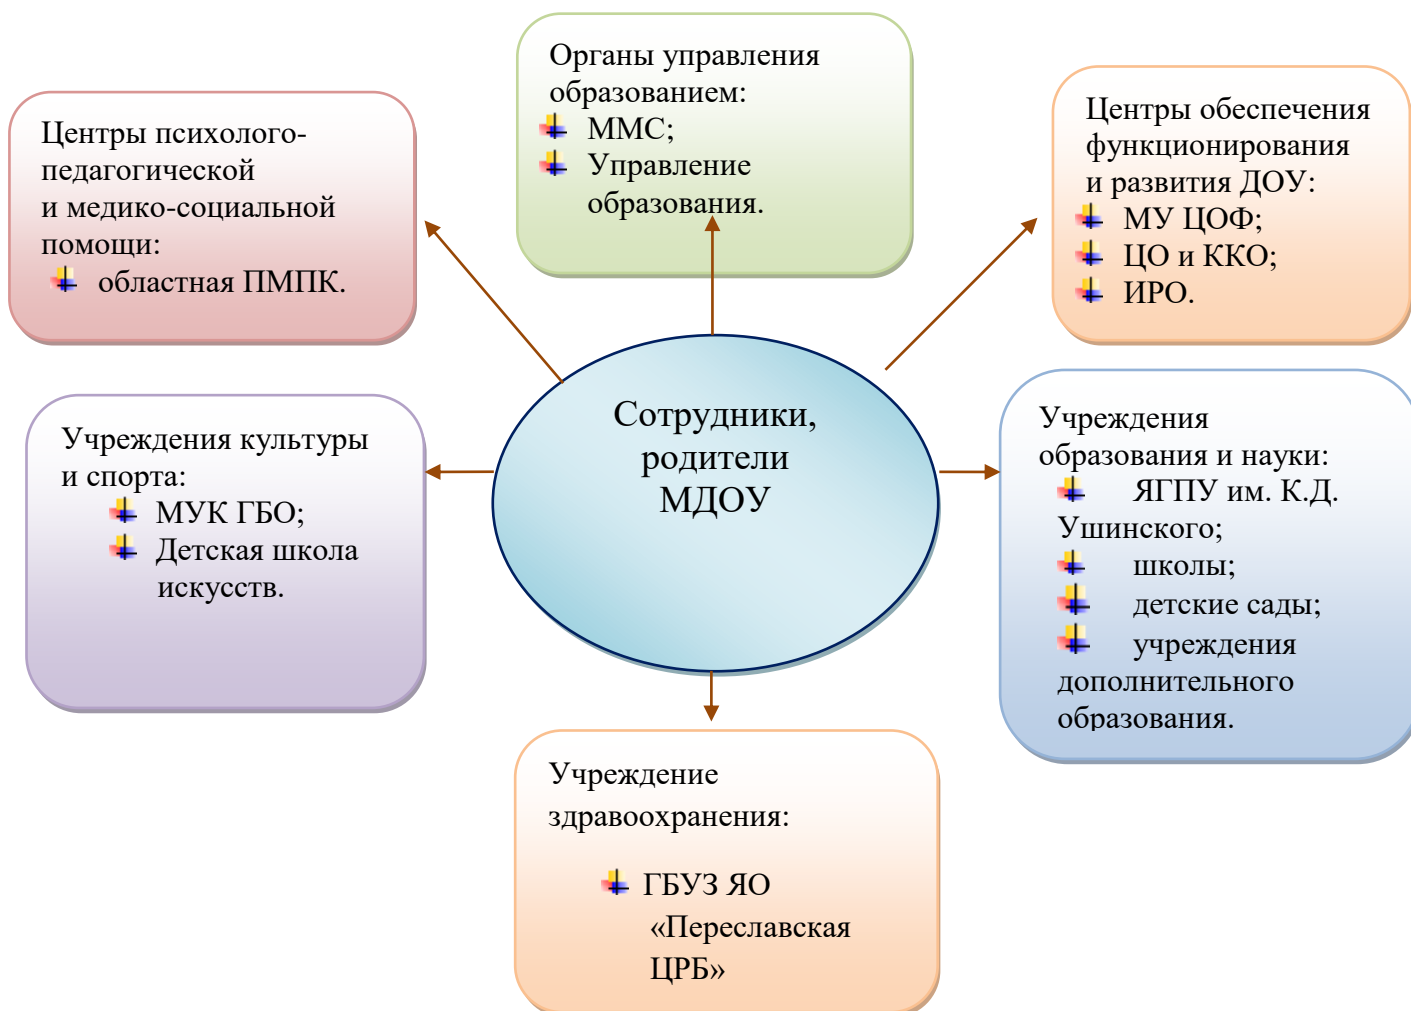 Органы управления
образованием:
ММС;
Управление
образования.
Центры психолого-
педагогической
и медико-социальной
помощи:
областная ПМПК.
Центры обеспечения
функционирования
и развития ДОУ:
МУ ЦОФ;
ЦО и ККО;
ИРО.
Сотрудники,
родители
МДОУ
Учреждения культуры
и спорта:
МУК ГБО;
Детская школа
искусств.
Учреждения
образования и науки:
ЯГПУ им. К.Д.
Ушинского;
школы;
детские сады;
учреждения
дополнительного
образования.
Учреждение
здравоохранения:
ГБУЗ ЯО
«Переславская
ЦРБ»